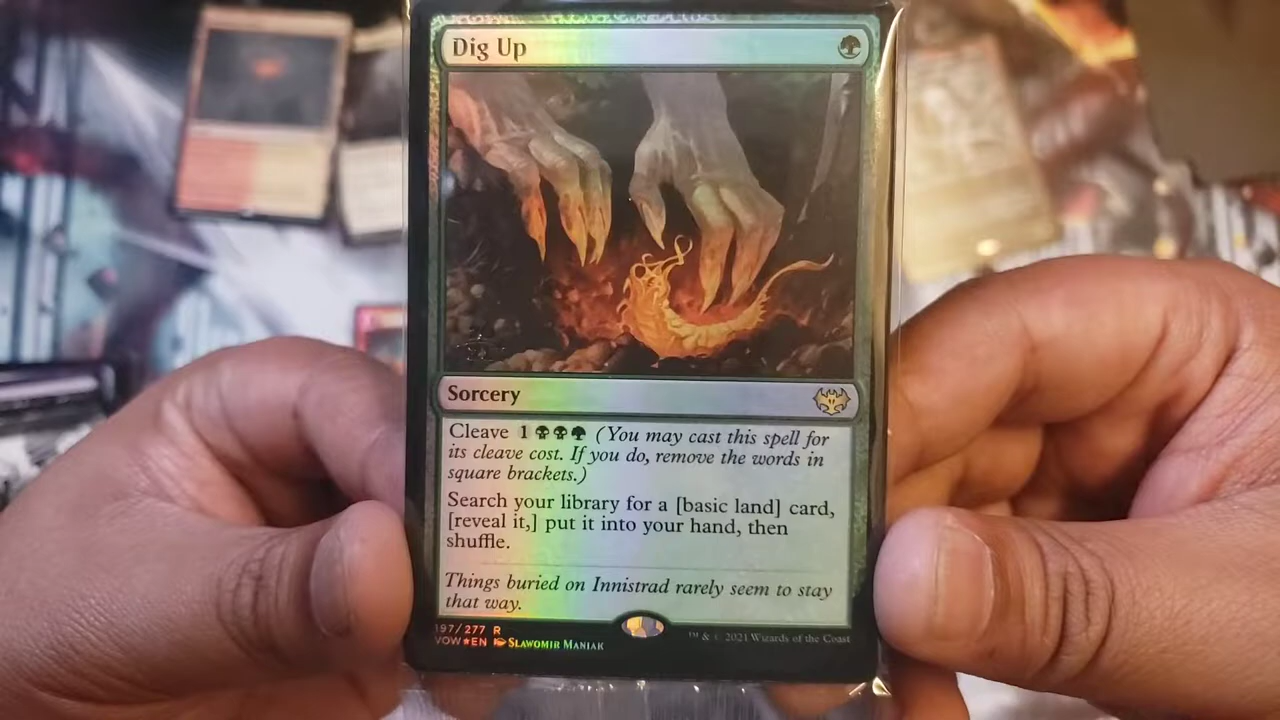 Dig Up
Sorcery
Cleave 1 (You may cast this spell for
its cleave cost. If you do, remove the words in
square brackets.)
Search your library for a [basic land] card,
[reveal it,] put it into your hand, then
shuffle.
Things buried on Innistrad rarely seem to stay
that way.
197/277 R
VOW★EN SLAWOMIR MANIAK
™ & © 2021 Wizards of the Coast